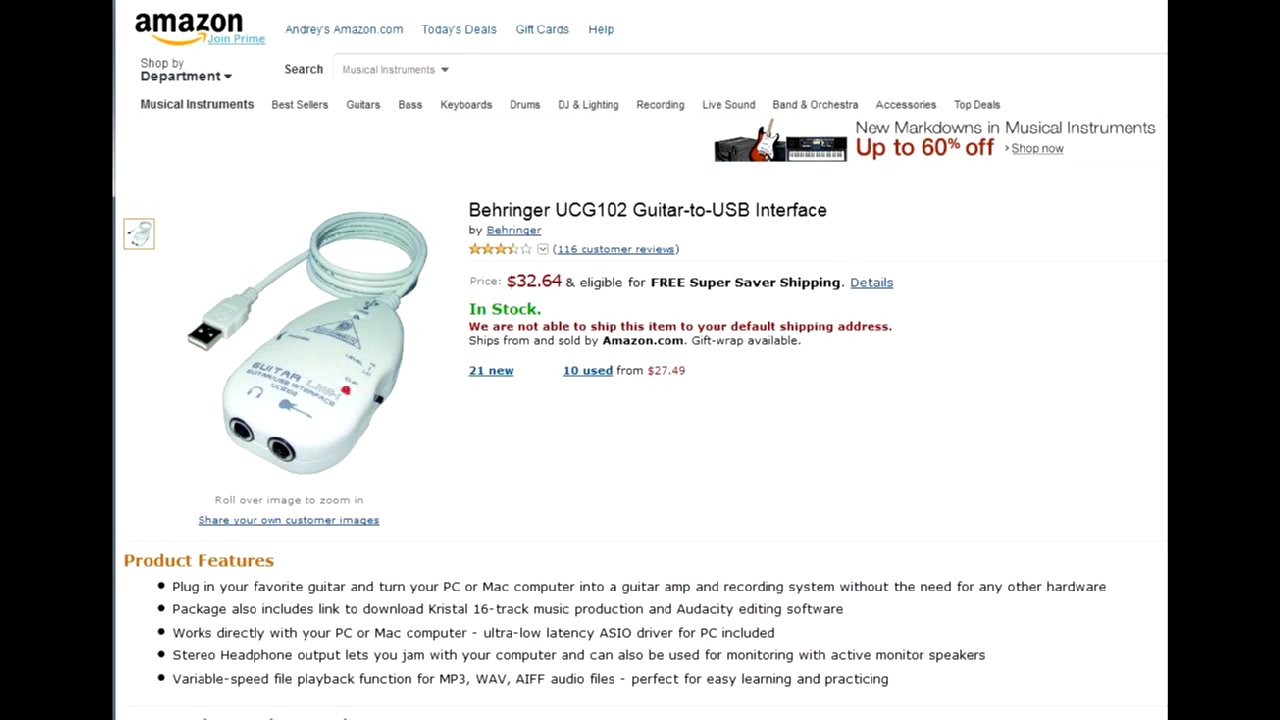 amazon
Join Prime
Andrey's Amazon.com Today's Deals Gift Cards Help
Shop by
Department
Search Musical Instruments
Musical Instruments Best Sellers Guitars Bass Keyboards Drums DJ & Lighting Recording Live Sound Band & Orchestra Accessories Top Deals
New Markdowns in Musical Instruments
Up to 60% off › Shop now
Behringer UCG102 Guitar-to-USB Interface
by Behringer
(116 customer reviews)
Price: $32.64 & eligible for FREE Super Saver Shipping. Details
In Stock.
We are not able to ship this item to your default shipping address.
Ships from and sold by Amazon.com. Gift-wrap available.
21 new 10 used from $27.49
LEVEL
HI
LO
CLIP
GUITAR LINK
GUITAR/USB INTERFACE
UCG102
Roll over image to zoom in
Share your own customer images
Product Features
• Plug in your favorite guitar and turn your PC or Mac computer into a guitar amp and recording system without the need for any other hardware
• Package also includes link to download Kristal 16-track music production and Audacity editing software
• Works directly with your PC or Mac computer - ultra-low latency ASIO driver for PC included
• Stereo Headphone output lets you jam with your computer and can also be used for monitoring with active monitor speakers
• Variable-speed file playback function for MP3, WAV, AIFF audio files - perfect for easy learning and practicing